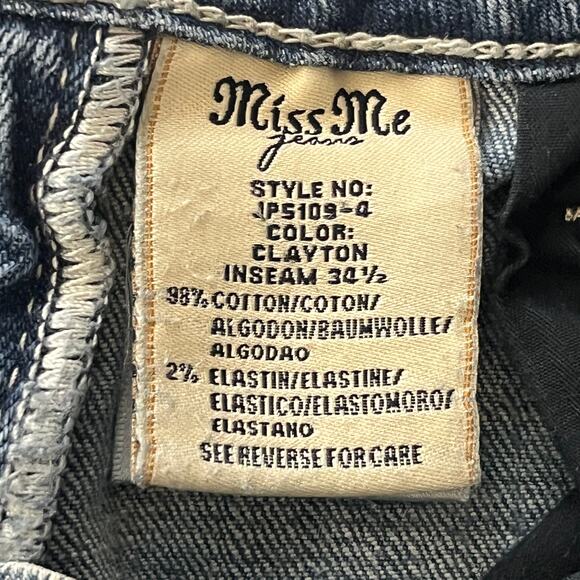 Miss Me
jeans
STYLE NO:
JP5109-4
COLOR:
CLAYTON
INSEAM 34½
98% COTTON/COTON/
ALGODON/BAUMWOLLE/
ALGODAO
2% ELASTIN/ELASTINE/
ELASTICO/ELASTOMORO/
ELASTANO
SEE REVERSE FOR CARE